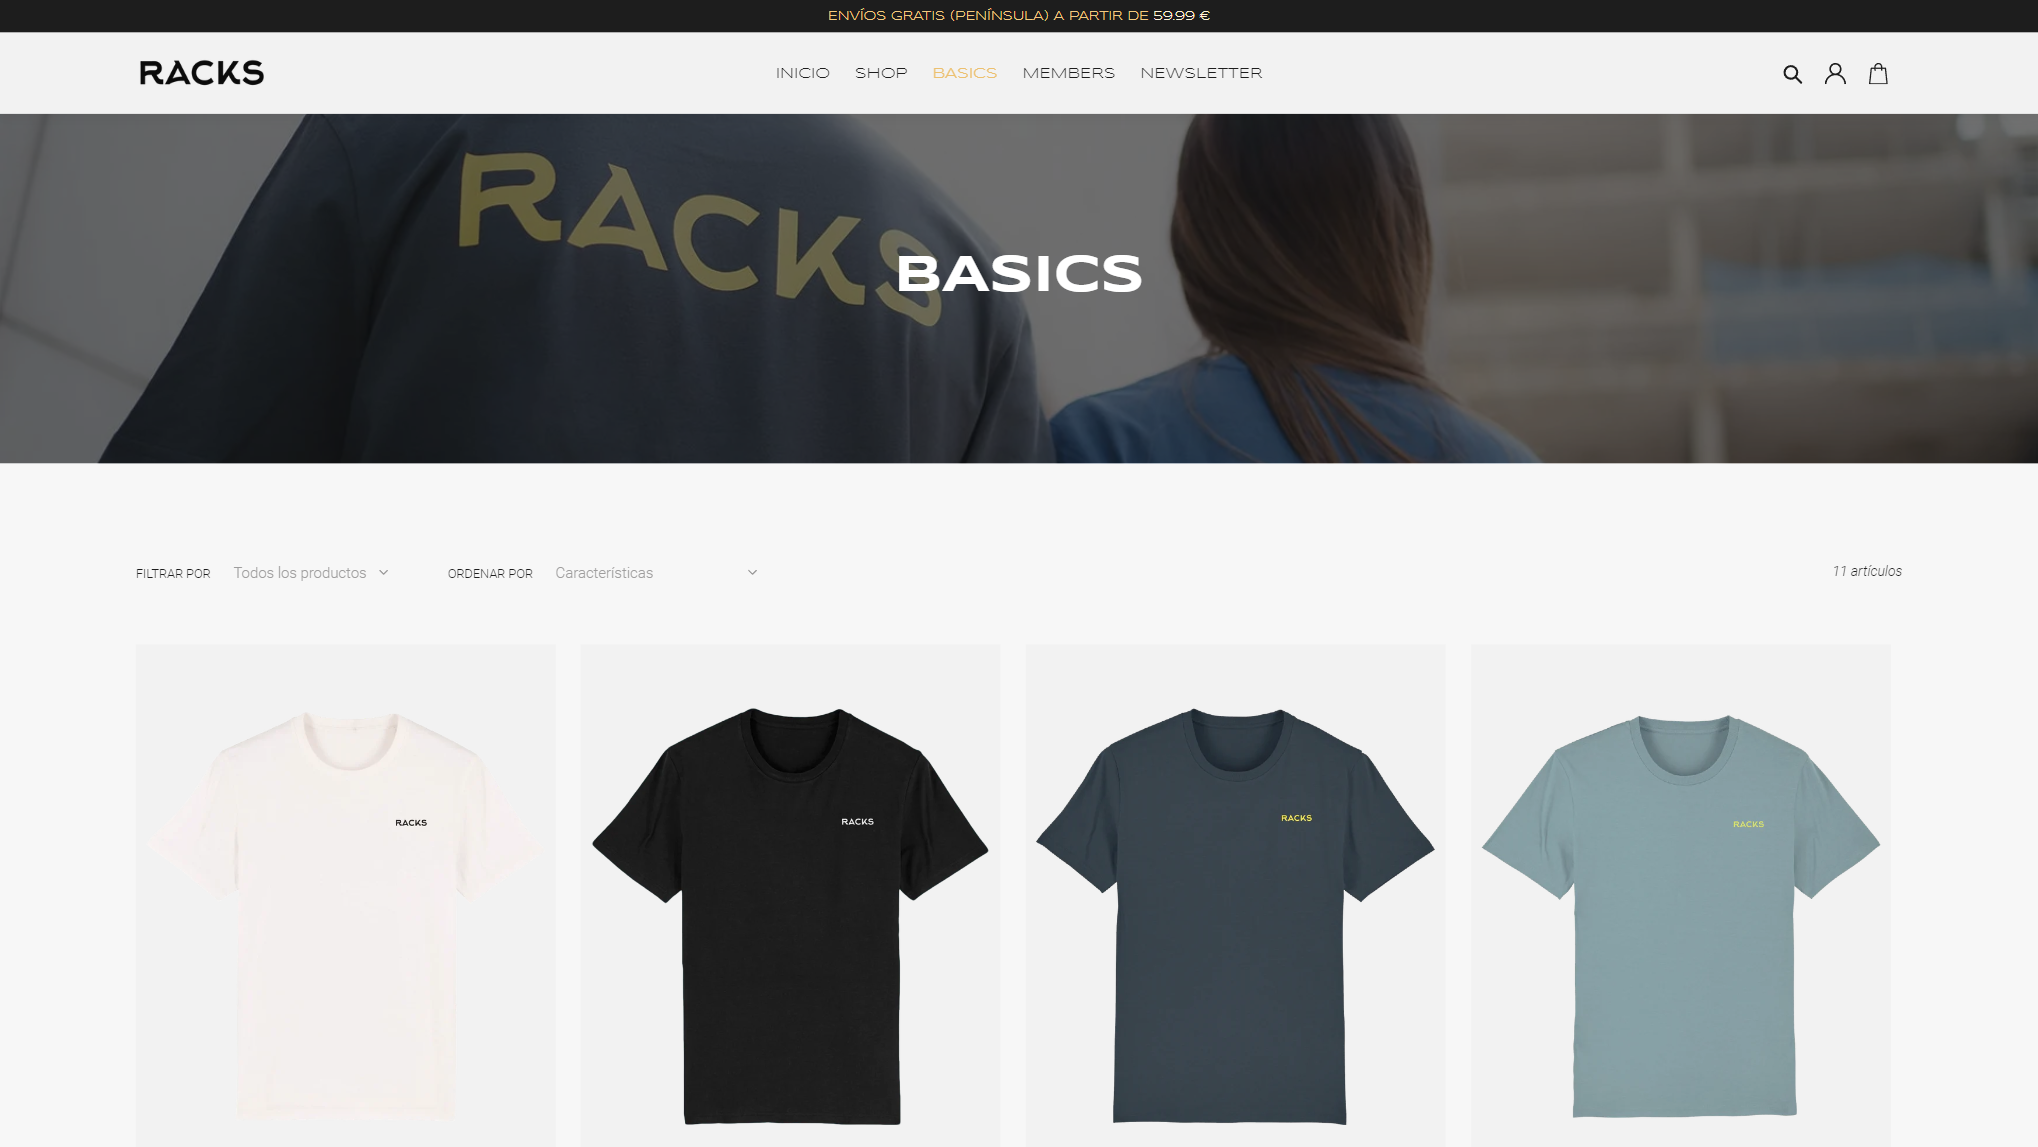 ENVÍOS GRATIS (PENÍNSULA) A PARTIR DE 59.99 €
RACKS
INICIO SHOP BASICS MEMBERS NEWSLETTER
RACKS
BASICS
FILTRAR POR Todos los productos ORDENAR POR Características 11 artículos
RACKS RACKS RACKS RACKS